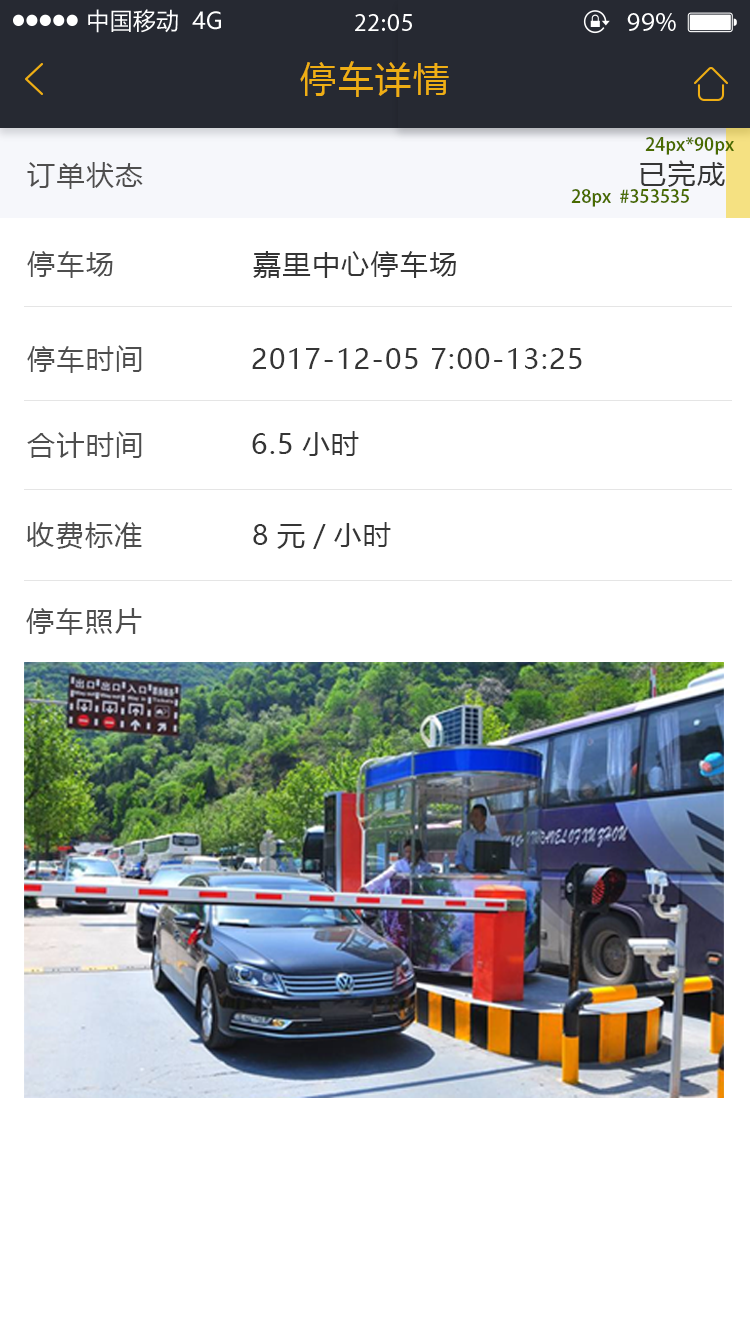 中国移动 4G 22:05 99%
停车详情
24px*90px
订单状态 已完成
28px #353535
停车场 嘉里中心停车场
停车时间 2017-12-05 7:00-13:25
合计时间 6.5 小时
收费标准 8 元 / 小时
停车照片
出口 出口 入口